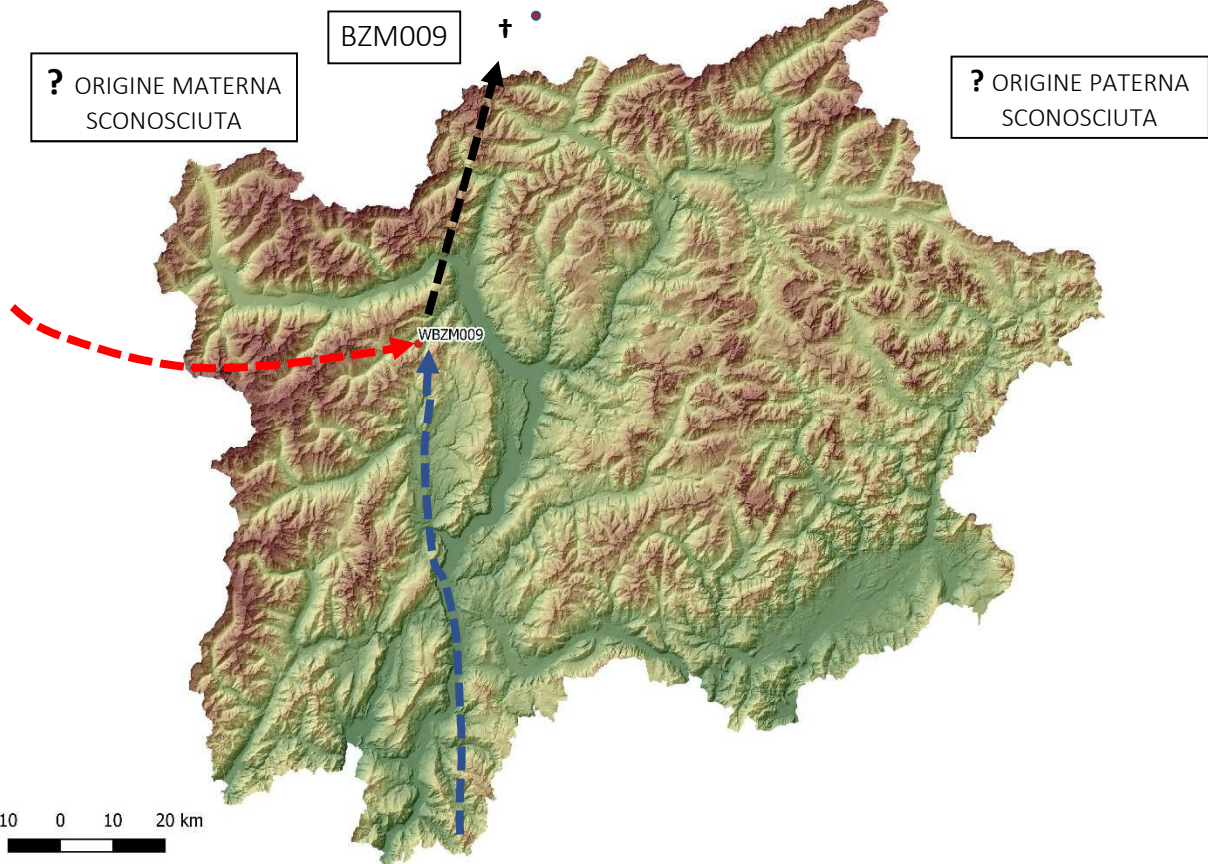 BZM009
†
? ORIGINE MATERNA
SCONOSCIUTA
? ORIGINE PATERNA
SCONOSCIUTA
WBZM009
10 0 10 20 km